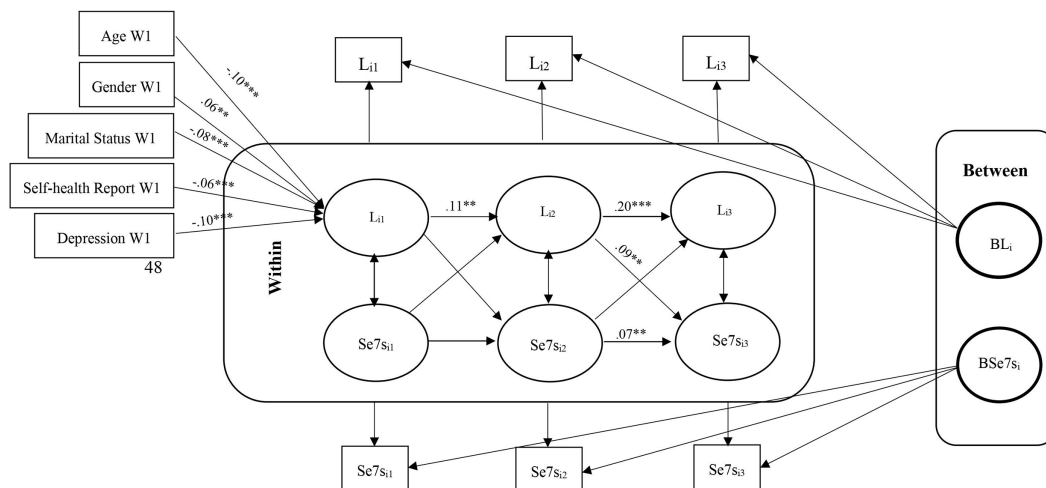 Age W1
Gender W1
Marital Status W1
Self-health Report W1
Depression W1
48
-.10***
.06**
-.08***
-.06***
-.10***
Li1
Li2
Li3
Within
Li1
.11**
Li2
.20***
Li3
.09**
Se7si1
Se7si2
.07**
Se7si3
Between
BLi
BSe7si
Se7si1
Se7si2
Se7si3